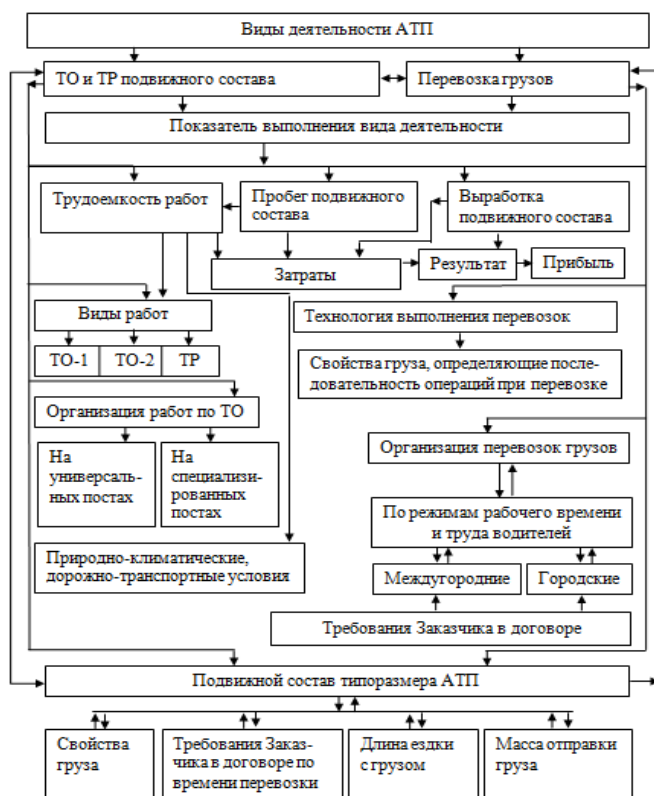 Виды деятельности АТП
ТО и ТР подвижного состава
Перевозка грузов
Показатель выполнения вида деятельности
Трудоемкость работ
Пробег подвижного
состава
Выработка
подвижного состава
Затраты
Результат
Прибыль
Виды работ
ТО-1
ТО-2
ТР
Технология выполнения перевозок
Свойства груза, определяющие после-
довательность операций при перевозке
Организация работ по ТО
На
универсаль-
ных постах
На
специализи-
рованных
постах
Организация перевозок грузов
По режимам рабочего времени
и труда водителей
Природно-климатические,
дорожно-транспортные условия
Междугородние
Городские
Требования Заказчика в договоре
Подвижной состав типоразмера АТП
Свойства
груза
Требования Заказ-
чика в договоре по
времени перевозки
Длина ездки
с грузом
Масса отправки
груза